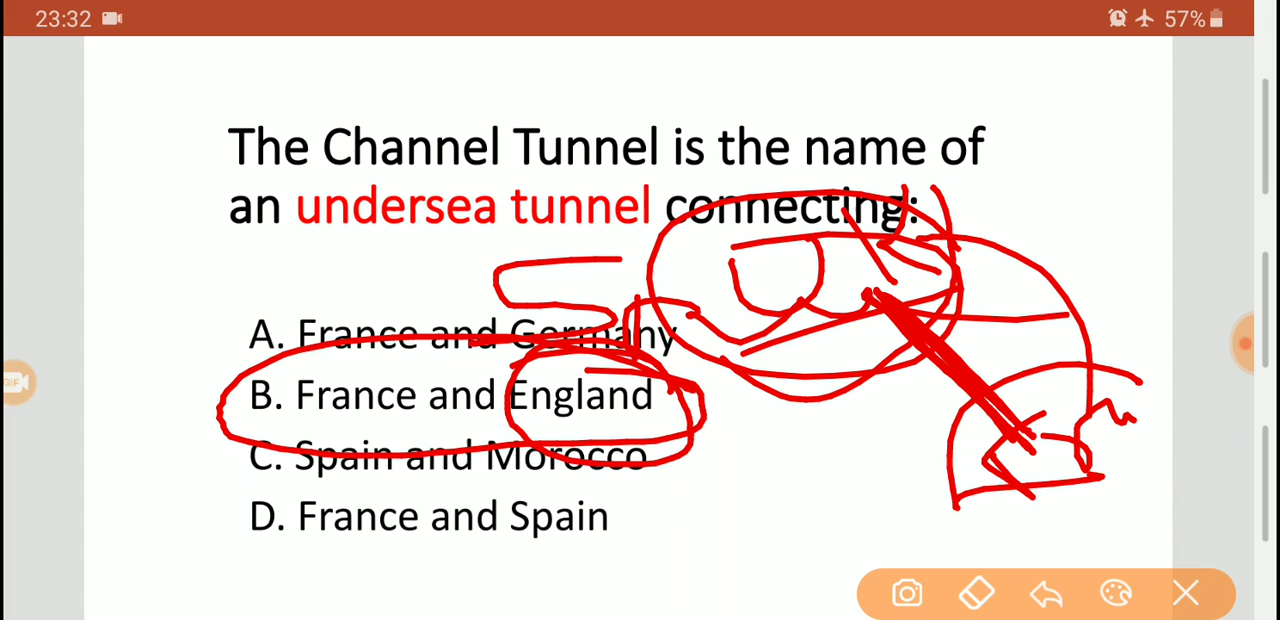 23:32
57%
The Channel Tunnel is the name of
an undersea tunnel connecting:
A. France and Germany
B. France and England
C. Spain and Morocco
D. France and Spain
GIF